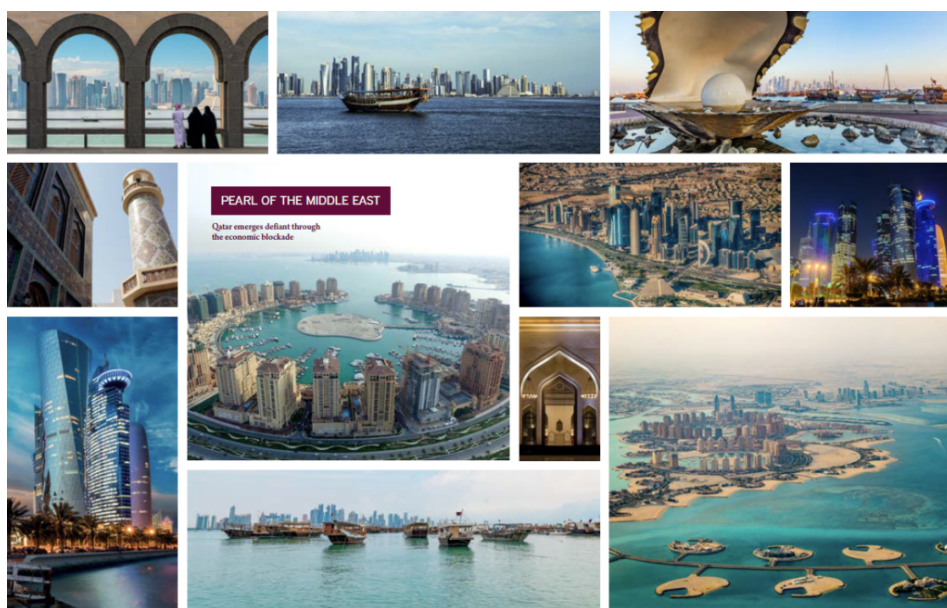 PEARL OF THE MIDDLE EAST
Qatar emerges defiant through
the economic blockade